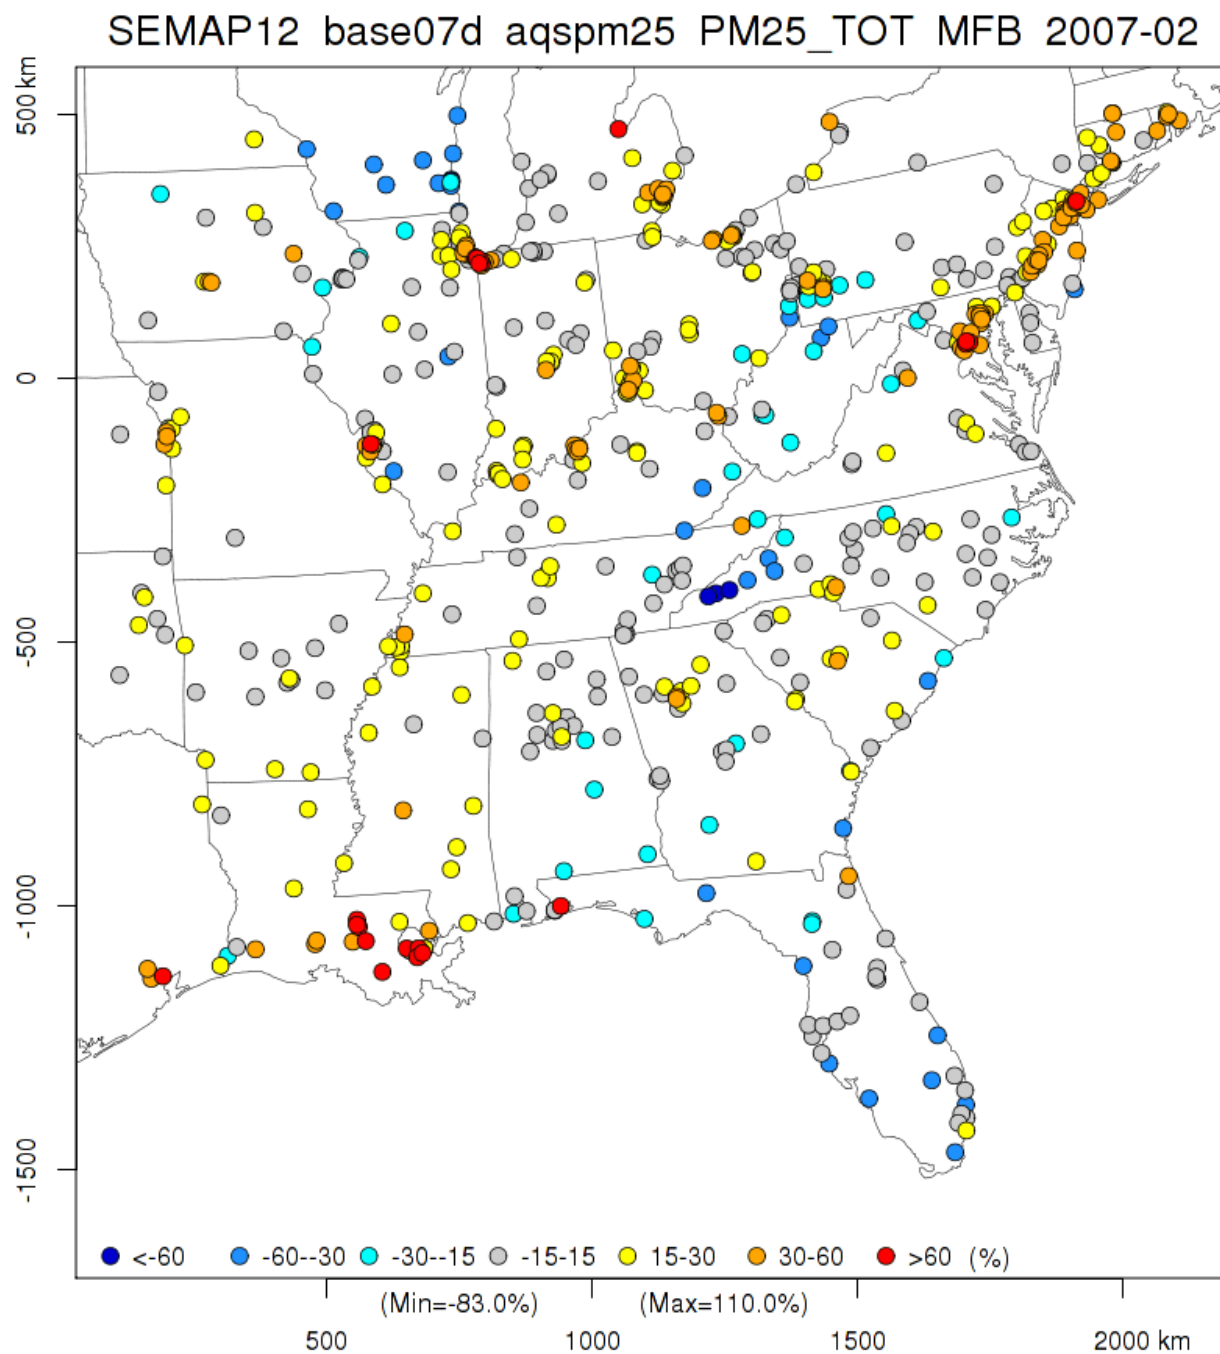 SEMAP12 base07d aqspm25 PM25_TOT MFB 2007-02
500 km
0
-500
-1000
-1500
<-60 -60--30 -30--15 -15-15 15-30 30-60 >60 (%)
(Min=-83.0%) (Max=110.0%)
500 1000 1500 2000 km